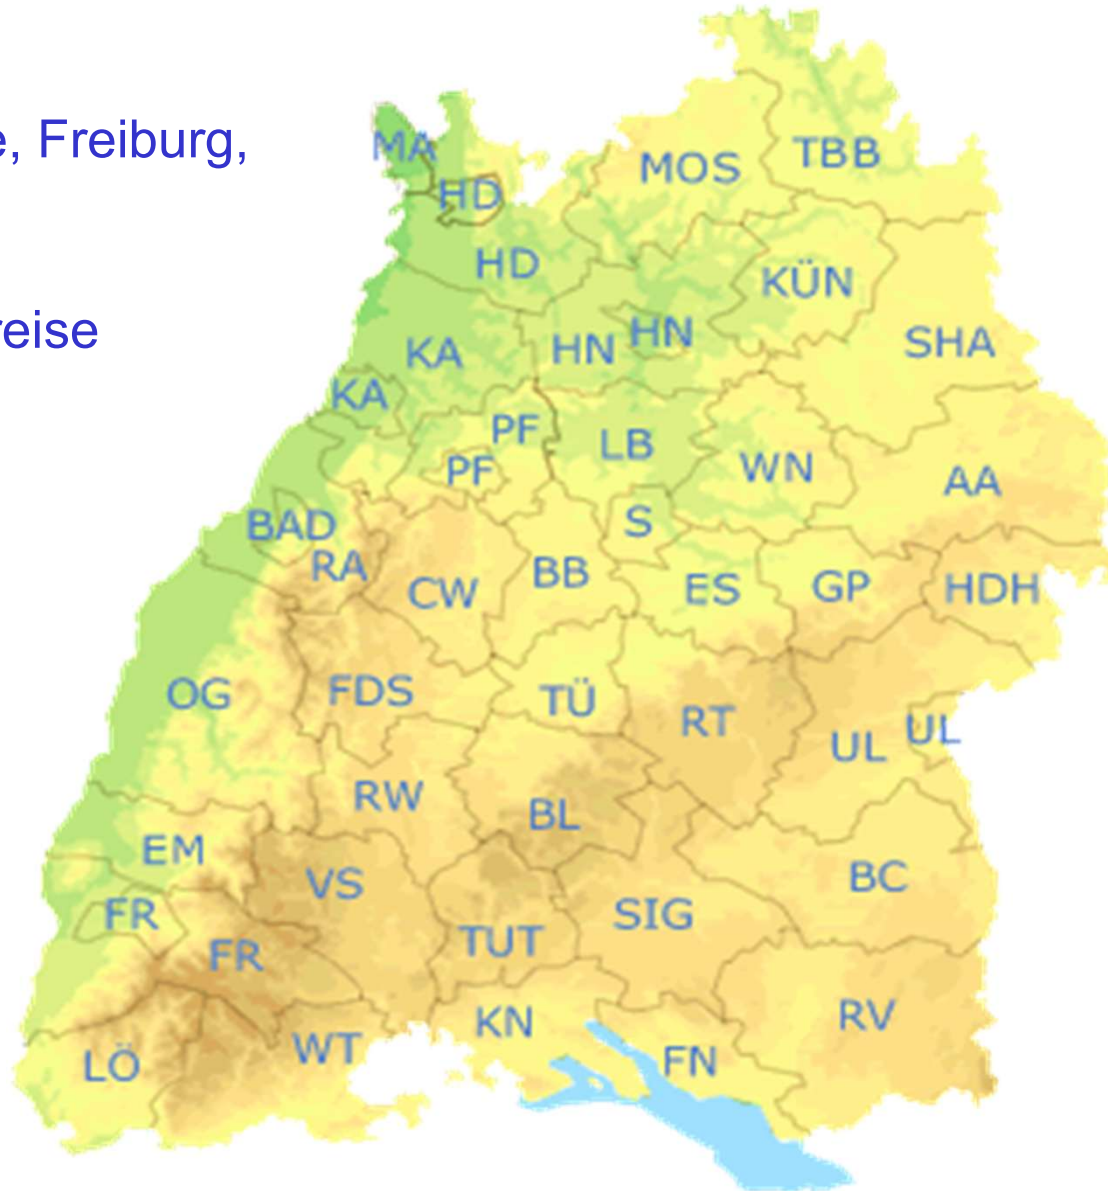 e, Freiburg,
reise
MA
HD
MOS
TBB
HD
KÜN
KA
HN
HN
SHA
KA
PF
LB
PF
WN
AA
BAD
S
RA
CW
BB
ES
GP
HDH
OG
FDS
TÜ
RT
UL
UL
RW
BL
EM
VS
BC
FR
FR
TUT
SIG
LÖ
WT
KN
FN
RV